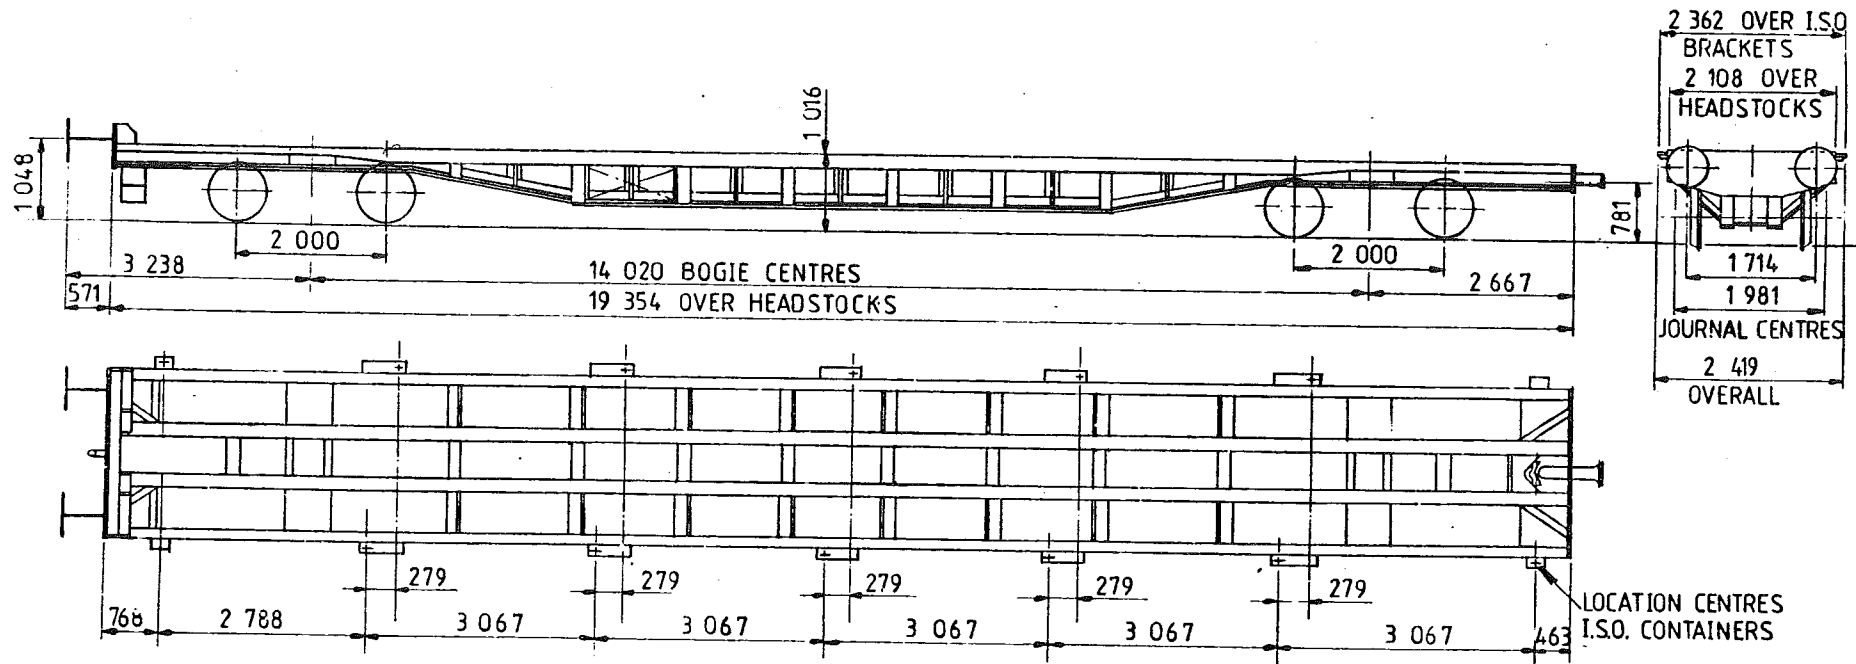 2 362 OVER I.S.O
BRACKETS
2 108 OVER
HEADSTOCKS
1 016
1 048
781
2 000
2 000
3 238
14 020 BOGIE CENTRES
2 667
571
19 354 OVER HEADSTOCKS
1 714
1 981
JOURNAL CENTRES
2 419
OVERALL
279
279
279
279
279
768
2 788
3 067
3 067
3 067
3 067
3 067
463
LOCATION CENTRES
I.S.O. CONTAINERS